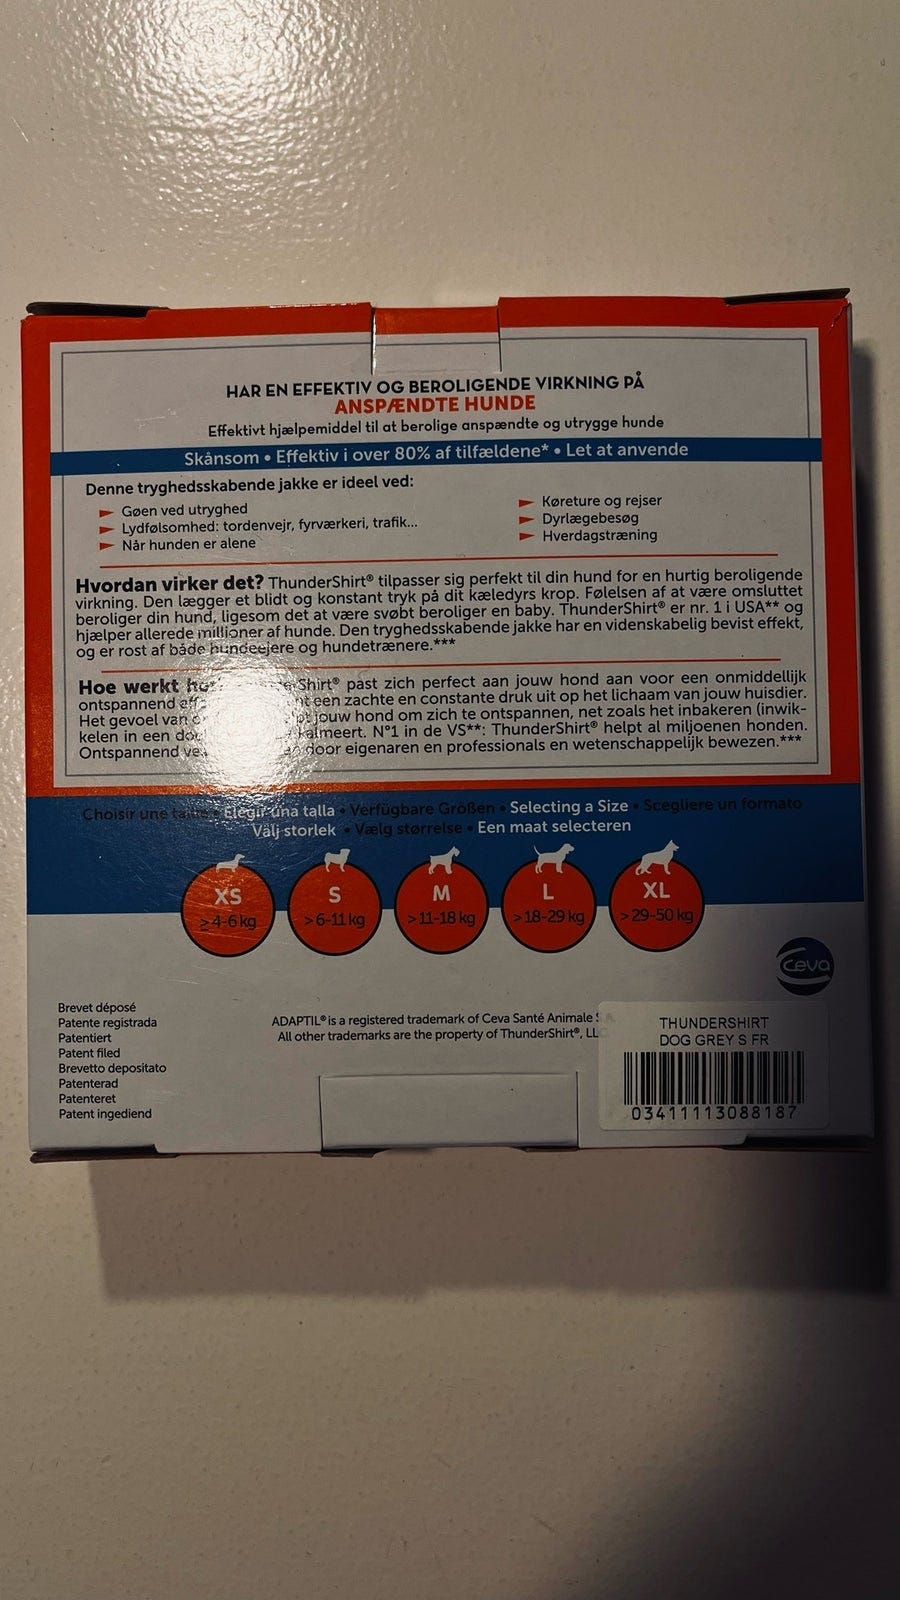 HAR EN EFFEKTIV OG BEROLIGENDE VIRKNING PÅ
ANSPÆNDTE HUNDE
Effektivt hjælpemiddel til at berolige anspændte og utrygge hunde
Skånsom • Effektiv i over 80% af tilfældene* • Let at anvende
Denne tryghedsskabende jakke er ideel ved:
Gøen ved utryghed
Lydfølsomhed: tordenvejr, fyrværkeri, trafik...
Når hunden er alene
Køreture og rejser
Dyrlægebesøg
Hverdagstræning
Hvordan virker det? ThunderShirt® tilpasser sig perfekt til din hund for en hurtig beroligende
virkning. Den lægger et blidt og konstant tryk på dit kæledyrs krop. Følelsen af at være omsluttet
beroliger din hund, ligesom det at være svøbt beroliger en baby. ThunderShirt® er nr. 1 i USA** og
hjælper allerede millioner af hunde. Den tryghedsskabende jakke har en videnskabelig bevist effekt,
og er rost af både hundeejere og hundetrænere.***
Hoe werkt past zich perfect aan jouw hond aan voor een onmiddellijk
ontspannend een zachte en constante druk uit op het lichaam van jouw huisdier.
Het gevoel van jouw hond om zich te ontspannen, net zoals het inbakeren (inwik-
kelen in een kalmeert. N°1 in de VS**: ThunderShirt® helpt al miljoenen honden.
Ontspannend door eigenaren en professionals en wetenschappelijk bewezen.***
Choisir une taille • Elegir una talla • Verfügbare Größen • Selecting a Size • Scegliere un formato
Välj storlek • Vælg størrelse • Een maat selecteren
XS S M L XL
≥4-6 kg >6-11 kg >11-18 kg >18-29 kg >29-50 kg
Ceva
Brevet déposé
Patente registrada
Patentiert
Patent filed
Brevetto depositato
Patenterad
Patenteret
Patent ingediend
ADAPTIL® is a registered trademark of Ceva Santé Animale
All other trademarks are the property of ThunderShirt®,
THUNDERSHIRT
DOG GREY S FR
03411113088187